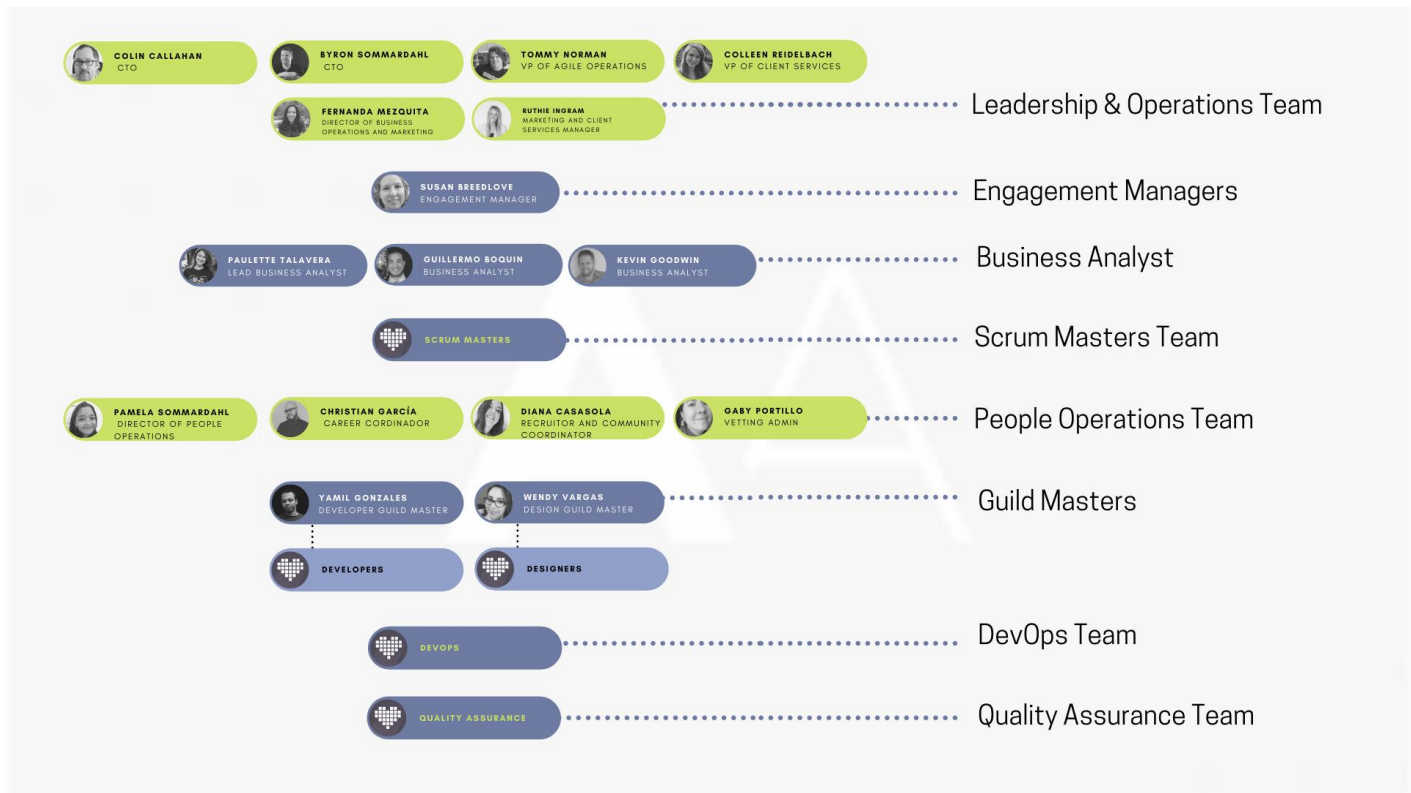 COLIN CALLAHAN
CTO
BYRON SOMMARDAHL
CTO
TOMMY NORMAN
VP OF AGILE OPERATIONS
COLLEEN REIDELBACH
VP OF CLIENT SERVICES
FERNANDA MEZQUITA
DIRECTOR OF BUSINESS
OPERATIONS AND MARKETING
RUTHIE INGRAM
MARKETING AND CLIENT
SERVICES MANAGER
Leadership & Operations Team
SUSAN BREEDLOVE
ENGAGEMENT MANAGER
Engagement Managers
PAULETTE TALAVERA
LEAD BUSINESS ANALYST
GUILLERMO BOQUIN
BUSINESS ANALYST
KEVIN GOODWIN
BUSINESS ANALYST
Business Analyst
SCRUM MASTERS
Scrum Masters Team
PAMELA SOMMARDAHL
DIRECTOR OF PEOPLE
OPERATIONS
CHRISTIAN GARCÍA
CAREER CORDINADOR
DIANA CASASOLA
RECRUITOR AND COMMUNITY
COORDINATOR
GABY PORTILLO
VETTING ADMIN
People Operations Team
YAMIL GONZALES
DEVELOPER GUILD MASTER
WENDY VARGAS
DESIGN GUILD MASTER
Guild Masters
DEVELOPERS
DESIGNERS
DEVOPS
DevOps Team
QUALITY ASSURANCE
Quality Assurance Team